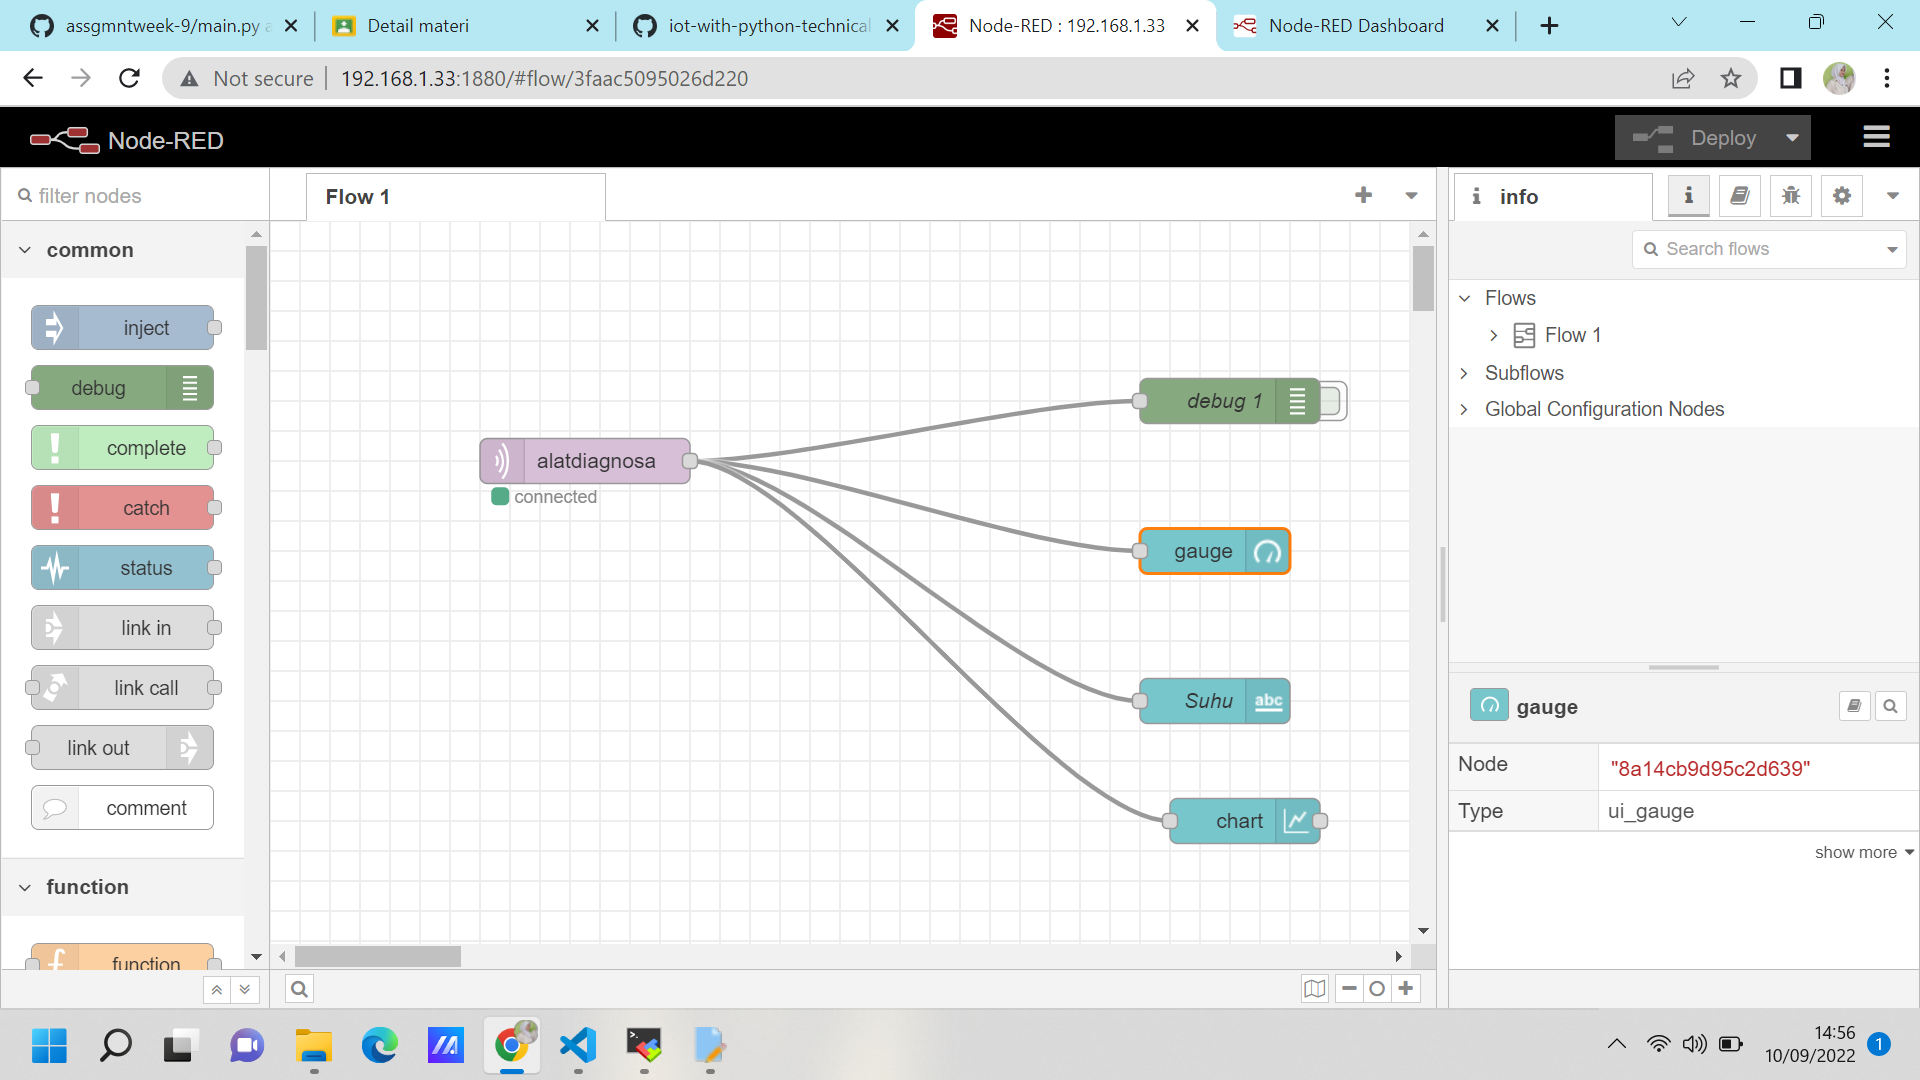 assgmntweek-9/main.py a
Detail materi
iot-with-python-technical
Node-RED : 192.168.1.33
Node-RED Dashboard
Not secure
192.168.1.33:1880/#flow/3faac5095026d220
Node-RED
Deploy
filter nodes
Flow 1
info
common
Search flows
inject
debug
complete
catch
status
link in
link call
link out
comment
function
function
alatdiagnosa
connected
debug 1
gauge
Suhu
abc
chart
Flows
Flow 1
Subflows
Global Configuration Nodes
gauge
Node
"8a14cb9d95c2d639"
Type
ui_gauge
show more
14:56
10/09/2022
1